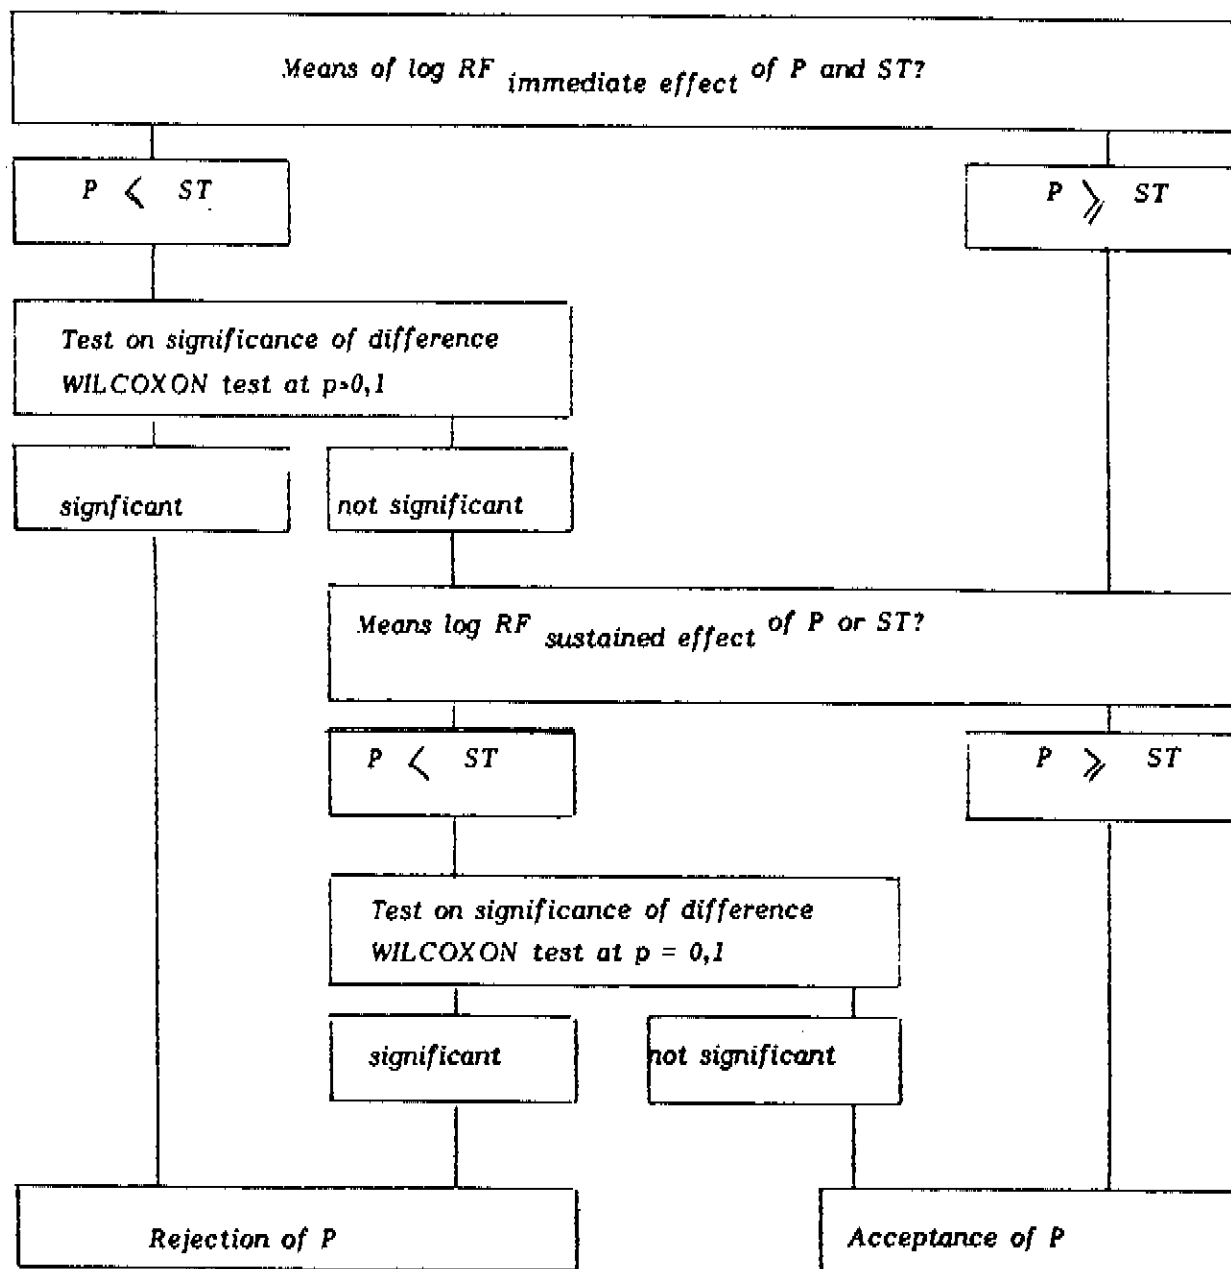 Means of log RF immediate effect of P and ST?
P < ST
P ⩾ ST
Test on significance of difference
WILCOXON test at p=0,1
signficant
not significant
Means log RF sustained effect of P or ST?
P < ST
P ⩾ ST
Test on significance of difference
WILCOXON test at p = 0,1
significant
not significant
Rejection of P
Acceptance of P